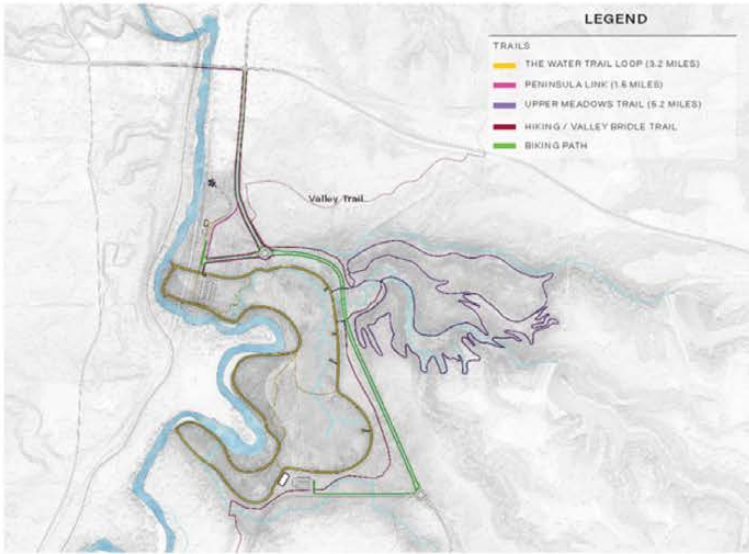 LEGEND
TRAILS
THE WATER TRAIL LOOP (3.2 MILES)
PENINSULA LINK (1.6 MILES)
UPPER MEADOWS TRAIL (5.2 MILES)
HIKING / VALLEY BRIDLE TRAIL
BIKING PATH
Valley Trail